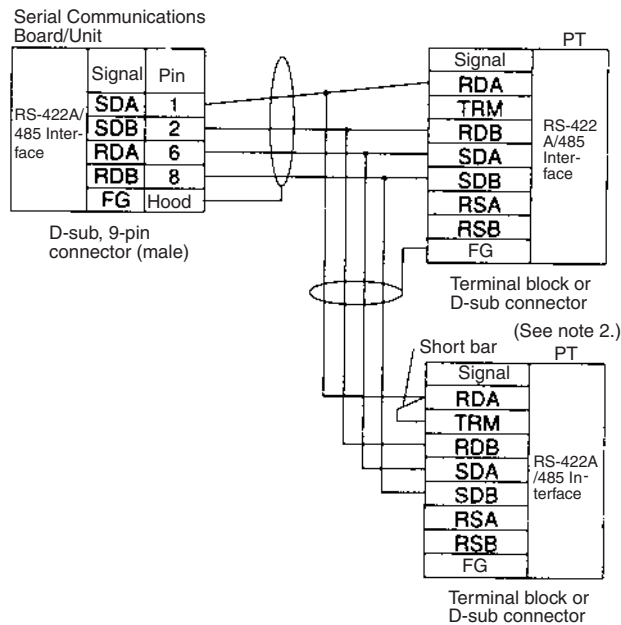 Serial Communications
Board/Unit
RS-422A/
485 Inter-
face
Signal Pin
SDA 1
SDB 2
RDA 6
RDB 8
FG Hood
D-sub, 9-pin
connector (male)
PT
Signal
RDA
TRM
RDB
SDA
SDB
RSA
RSB
FG
RS-422
A/485
Inter-
face
Terminal block or
D-sub connector
(See note 2.)
Short bar
PT
Signal
RDA
TRM
RDB
SDA
SDB
RSA
RSB
FG
RS-422A
/485 In-
terface
Terminal block or
D-sub connector